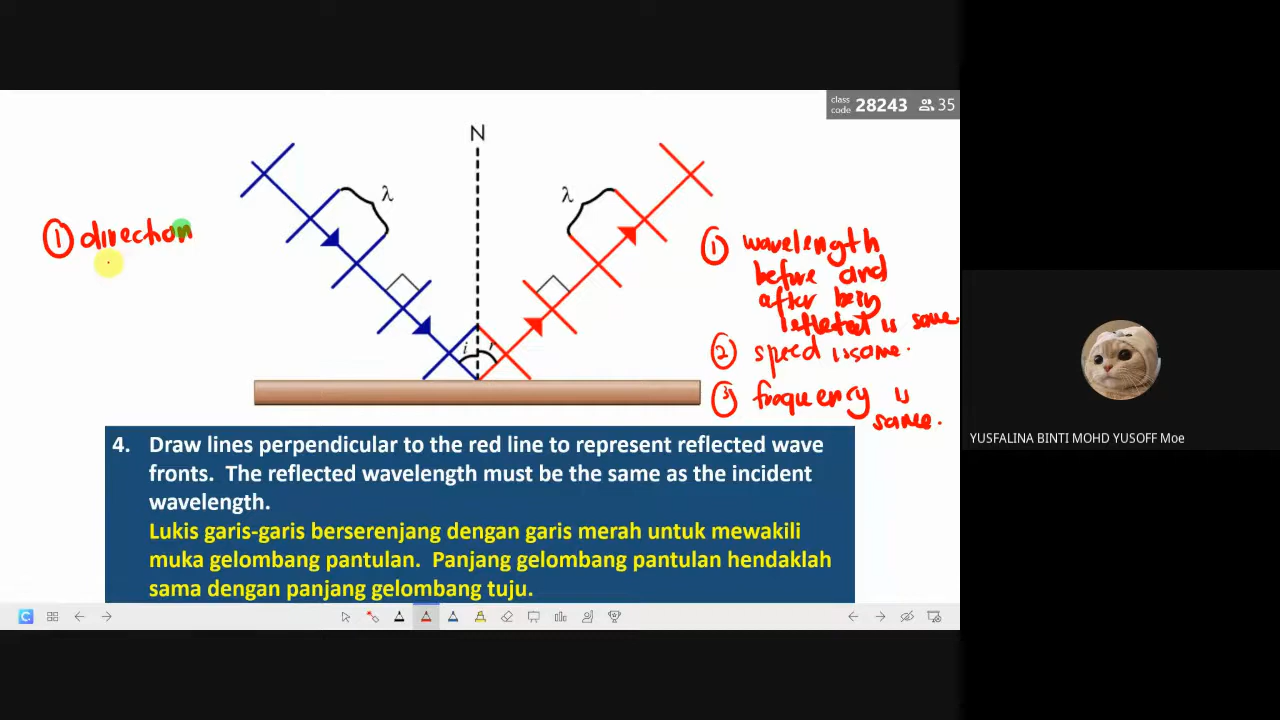 class code 28243 35
N
λ
λ
① direction
① wavelength
before and
after being
reflected is same
② speed is same.
③ frequency is
same.
i r
4. Draw lines perpendicular to the red line to represent reflected wave
fronts. The reflected wavelength must be the same as the incident
wavelength.
Lukis garis-garis berserenjang dengan garis merah untuk mewakili
muka gelombang pantulan. Panjang gelombang pantulan hendaklah
sama dengan panjang gelombang tuju.
YUSFALINA BINTI MOHD YUSOFF Moe